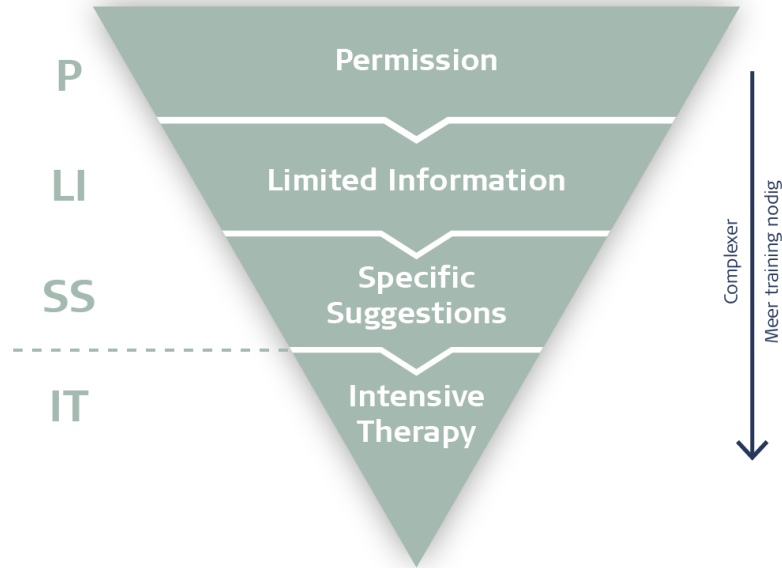 P
Permission
LI
Limited Information
SS
Specific
Suggestions
IT
Intensive
Therapy
Complexer
Meer training nodig